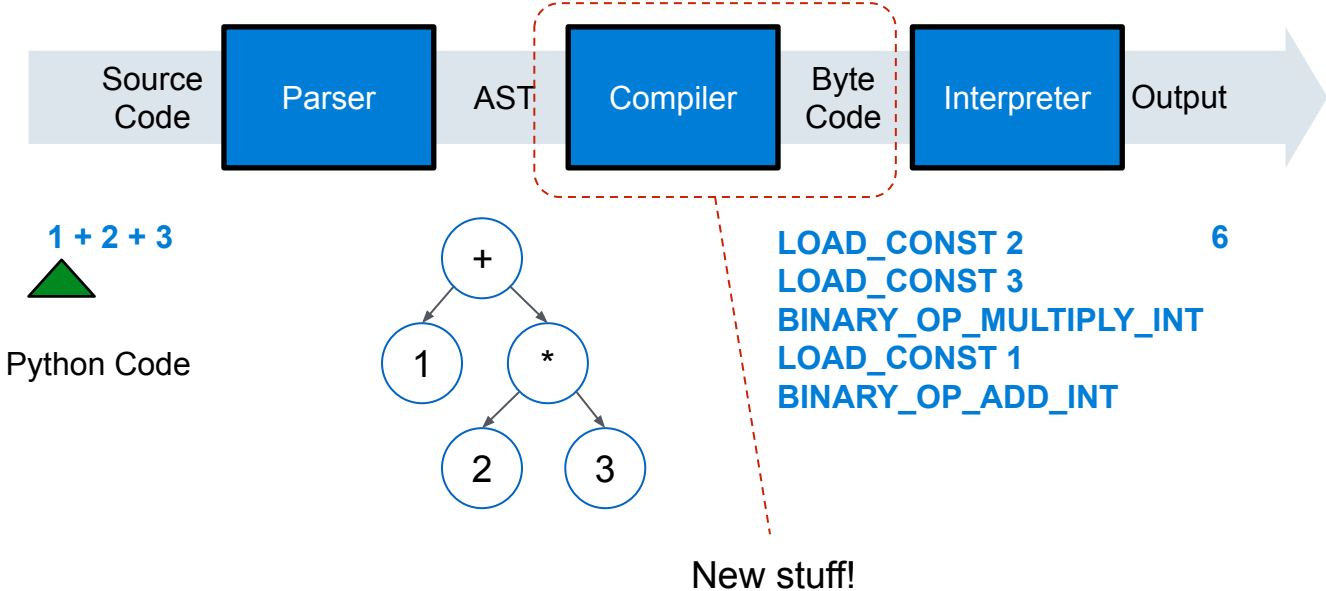 Source
Code
Parser
AST
Compiler
Byte
Code
Interpreter
Output
1 + 2 + 3
Python Code
+
1
*
2
3
LOAD_CONST 2
LOAD_CONST 3
BINARY_OP_MULTIPLY_INT
LOAD_CONST 1
BINARY_OP_ADD_INT
6
New stuff!